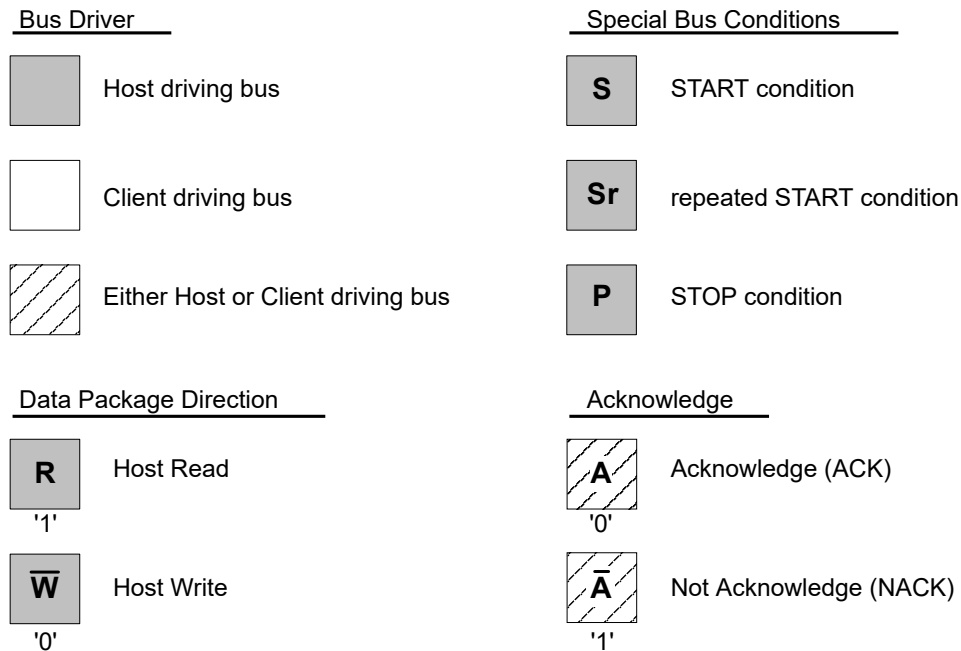 Bus Driver
Host driving bus
Client driving bus
Either Host or Client driving bus
Special Bus Conditions
S START condition
Sr repeated START condition
P STOP condition
Data Package Direction
R Host Read
'1'
W̅ Host Write
'0'
Acknowledge
A Acknowledge (ACK)
'0'
A̅ Not Acknowledge (NACK)
'1'